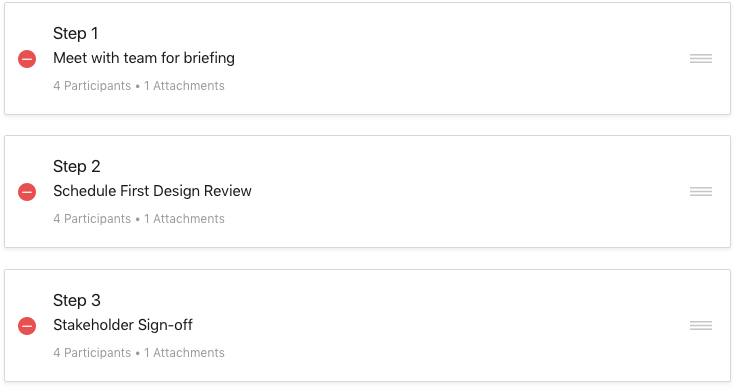 Step 1
Meet with team for briefing
4 Participants • 1 Attachments
Step 2
Schedule First Design Review
4 Participants • 1 Attachments
Step 3
Stakeholder Sign-off
4 Participants • 1 Attachments